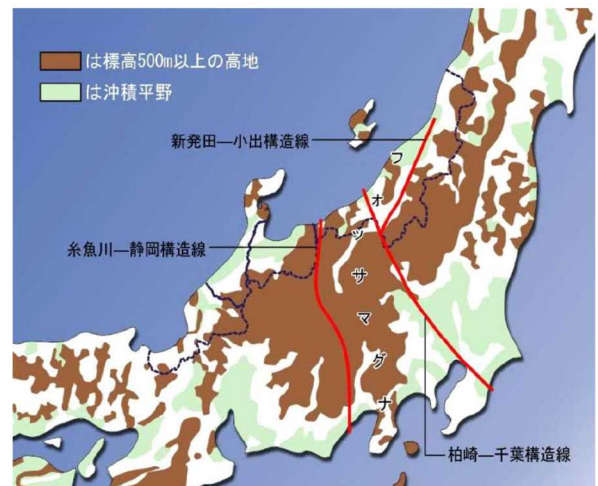 は標高500m以上の高地
は沖積平野
新発田―小出構造線
糸魚川―静岡構造線
フォッサマグナ
柏崎―千葉構造線